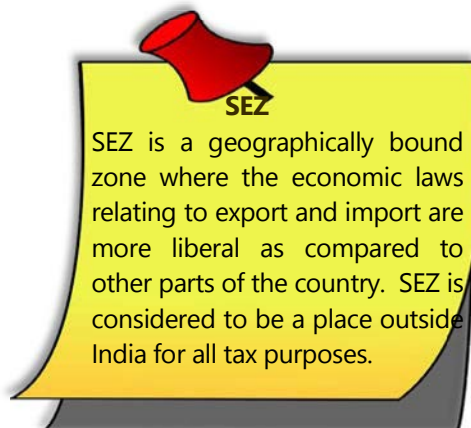 SEZ
SEZ is a geographically bound
zone where the economic laws
relating to export and import are
more liberal as compared to
other parts of the country. SEZ is
considered to be a place outside
India for all tax purposes.